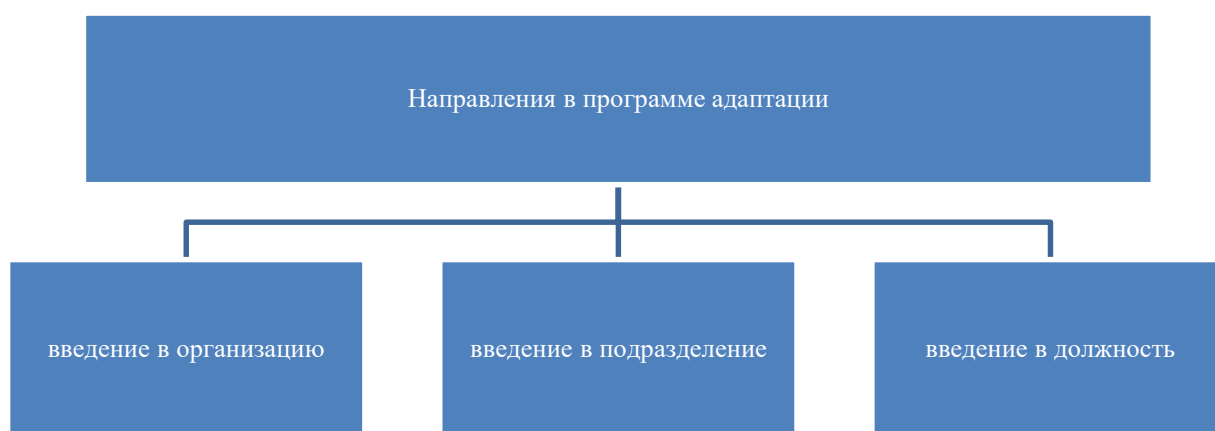 Направления в программе адаптации
введение в организацию
введение в подразделение
введение в должность